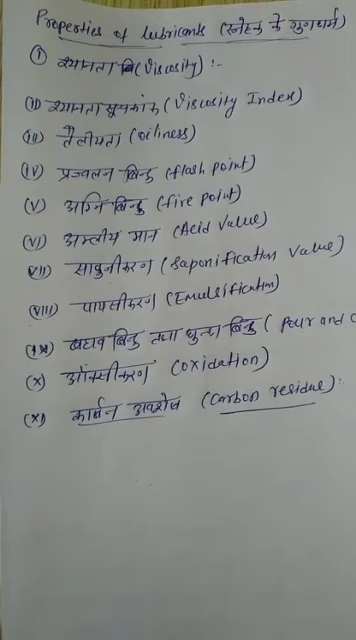 Properties of lubricants (स्नेहक के गुणधर्म)
(I) श्यानता (Viscosity) :-
(II) श्यानता सूचकांक (Viscosity Index)
(III) तैलीयता (oiliness)
(IV) प्रज्वलन बिन्दु (flash point)
(V) अग्नि बिन्दु (fire point)
(VI) अम्लीय मान (Acid Value)
(VII) साबुनीकरण (Saponification Value)
(VIII) पायसीकरण (Emulsification)
(IX) बहाव बिन्दु तथा धुन्ध बिन्दु (Pour and
(X) ऑक्सीकरण (oxidation)
(XI) कार्बन अवशेष (Carbon residue) :-